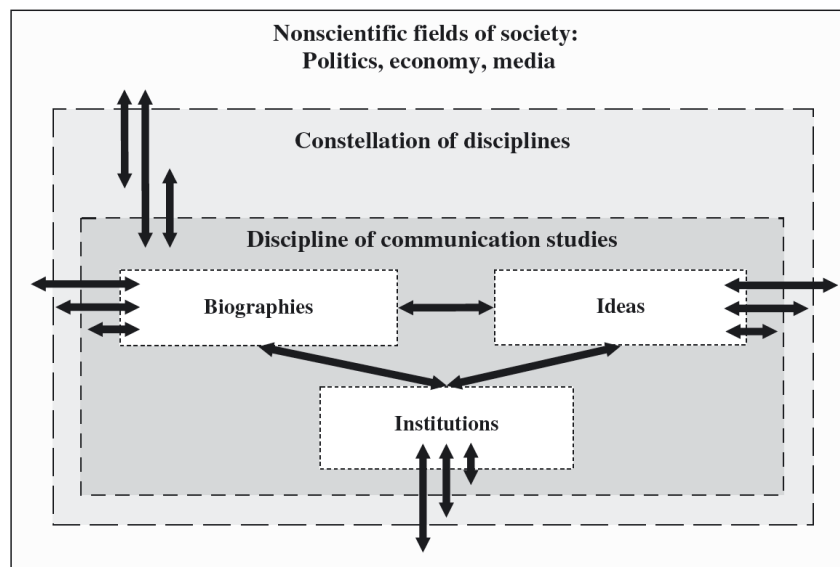 Nonscientific fields of society:
Politics, economy, media
Constellation of disciplines
Discipline of communication studies
Biographies
Ideas
Institutions